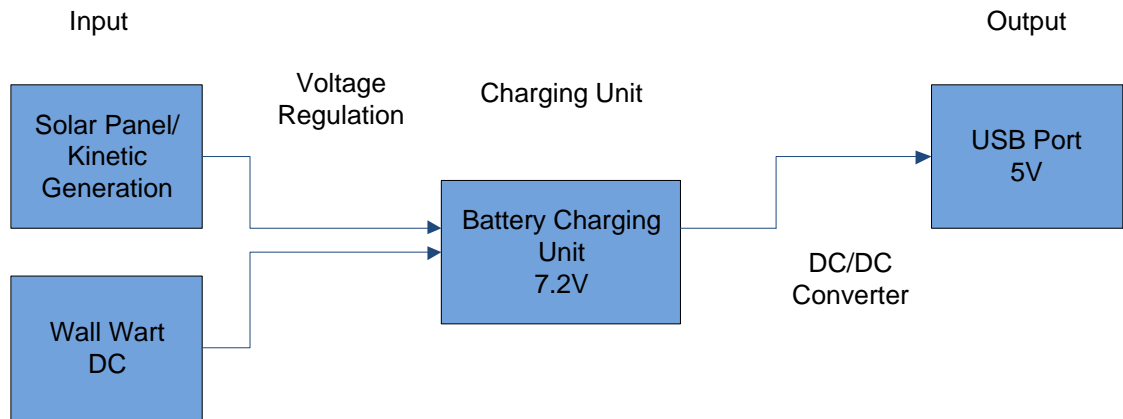 Input
Output
Voltage
Regulation
Charging Unit
Solar Panel/
Kinetic
Generation
USB Port
5V
Battery Charging
Unit
7.2V
DC/DC
Converter
Wall Wart
DC